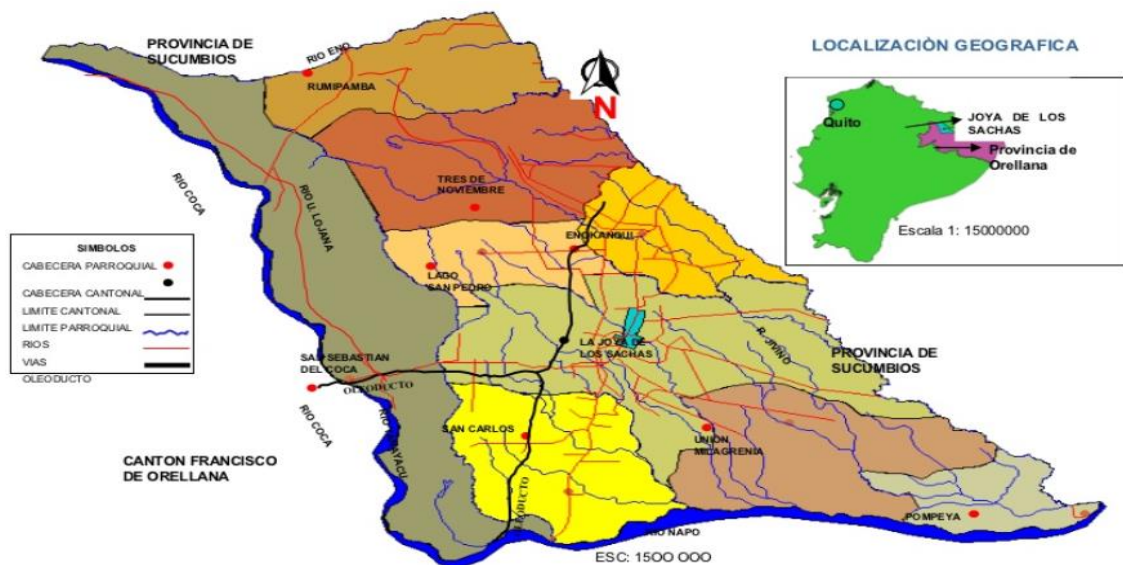 PROVINCIA DE
SUCUMBIOS
RIO ENO
RUMIPAMBA
N
LOCALIZACIÒN GEOGRAFICA
Quito
JOYA DE LOS
SACHAS
Provincia de
Orellana
Escala 1: 15000000
RIO COCA
RIO U. LOJANA
TRES DE
NOVIEMBRE
ENOKANQUI
LAGO
SAN PEDRO
SIMBOLOS
CABECERA PARROQUIAL
CABECERA CANTONAL
LIMITE CANTONAL
LIMITE PARROQUIAL
RIOS
VIAS
OLEODUCTO
LA JOYA DE
LOS SACHAS
R. JIVINO
PROVINCIA DE
SUCUMBIOS
SAN SEBASTIAN
DEL COCA
OLEODUCTO
RIO COCA
RIO
SAN CARLOS
UNION
MILAGREÑIA
CANTON FRANCISCO
DE ORELLANA
OLEODUCTO
POMPEYA
NAPO
ESC: 1500 000